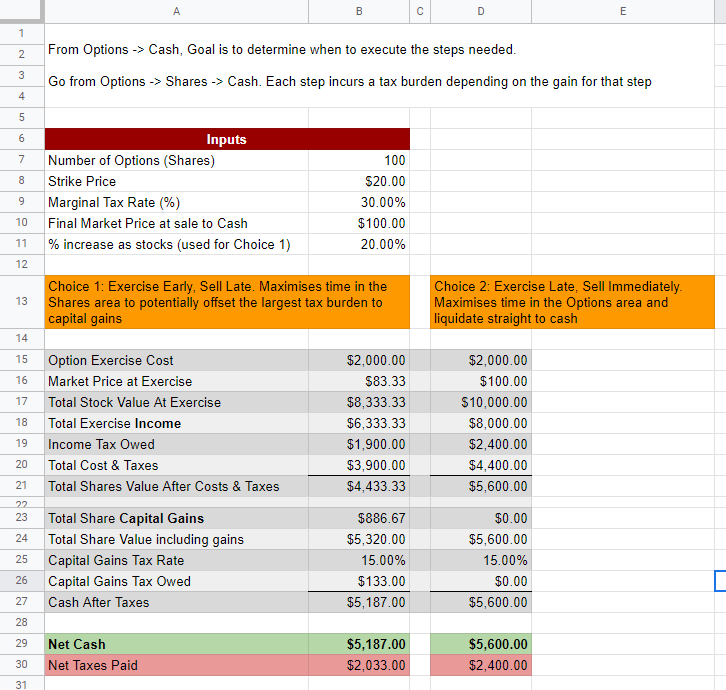 A B C D E
1
2 From Options -> Cash, Goal is to determine when to execute the steps needed.
3 Go from Options -> Shares -> Cash. Each step incurs a tax burden depending on the gain for that step
4
5
6 Inputs
7 Number of Options (Shares) 100
8 Strike Price $20.00
9 Marginal Tax Rate (%) 30.00%
10 Final Market Price at sale to Cash $100.00
11 % increase as stocks (used for Choice 1) 20.00%
12
Choice 1: Exercise Early, Sell Late. Maximises time in the
13 Shares area to potentially offset the largest tax burden to
capital gains
Choice 2: Exercise Late, Sell Immediately.
Maximises time in the Options area and
liquidate straight to cash
14
15 Option Exercise Cost $2,000.00 $2,000.00
16 Market Price at Exercise $83.33 $100.00
17 Total Stock Value At Exercise $8,333.33 $10,000.00
18 Total Exercise Income $6,333.33 $8,000.00
19 Income Tax Owed $1,900.00 $2,400.00
20 Total Cost & Taxes $3,900.00 $4,400.00
21 Total Shares Value After Costs & Taxes $4,433.33 $5,600.00
22
23 Total Share Capital Gains $886.67 $0.00
24 Total Share Value including gains $5,320.00 $5,600.00
25 Capital Gains Tax Rate 15.00% 15.00%
26 Capital Gains Tax Owed $133.00 $0.00
27 Cash After Taxes $5,187.00 $5,600.00
28
29 Net Cash $5,187.00 $5,600.00
30 Net Taxes Paid $2,033.00 $2,400.00
31